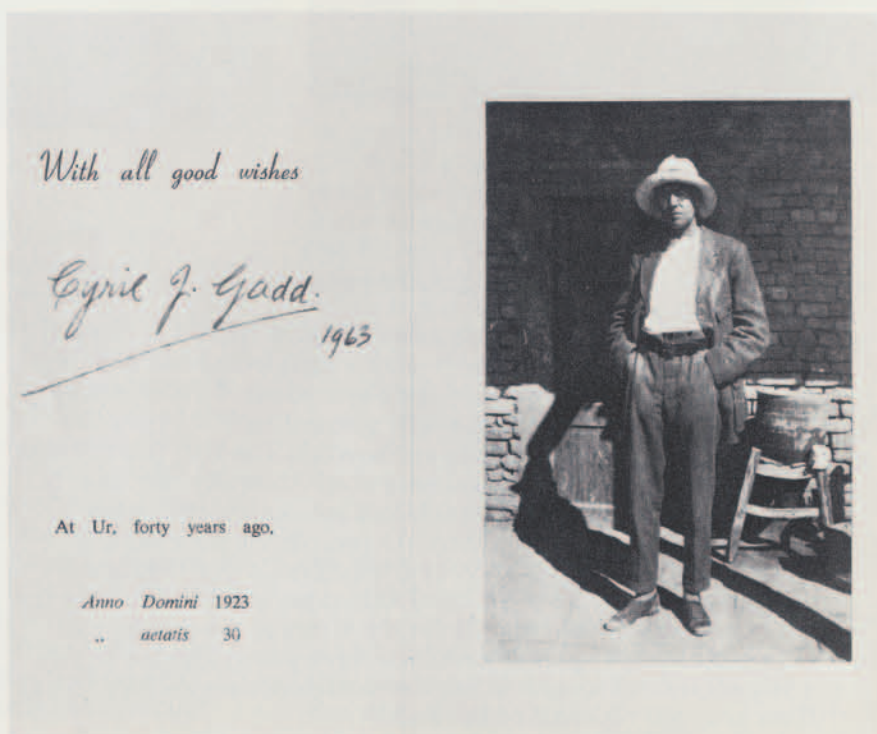 With all good wishes
Cyril J. Gadd.
1963
At Ur, forty years ago,
Anno Domini 1923
„ aetatis 30